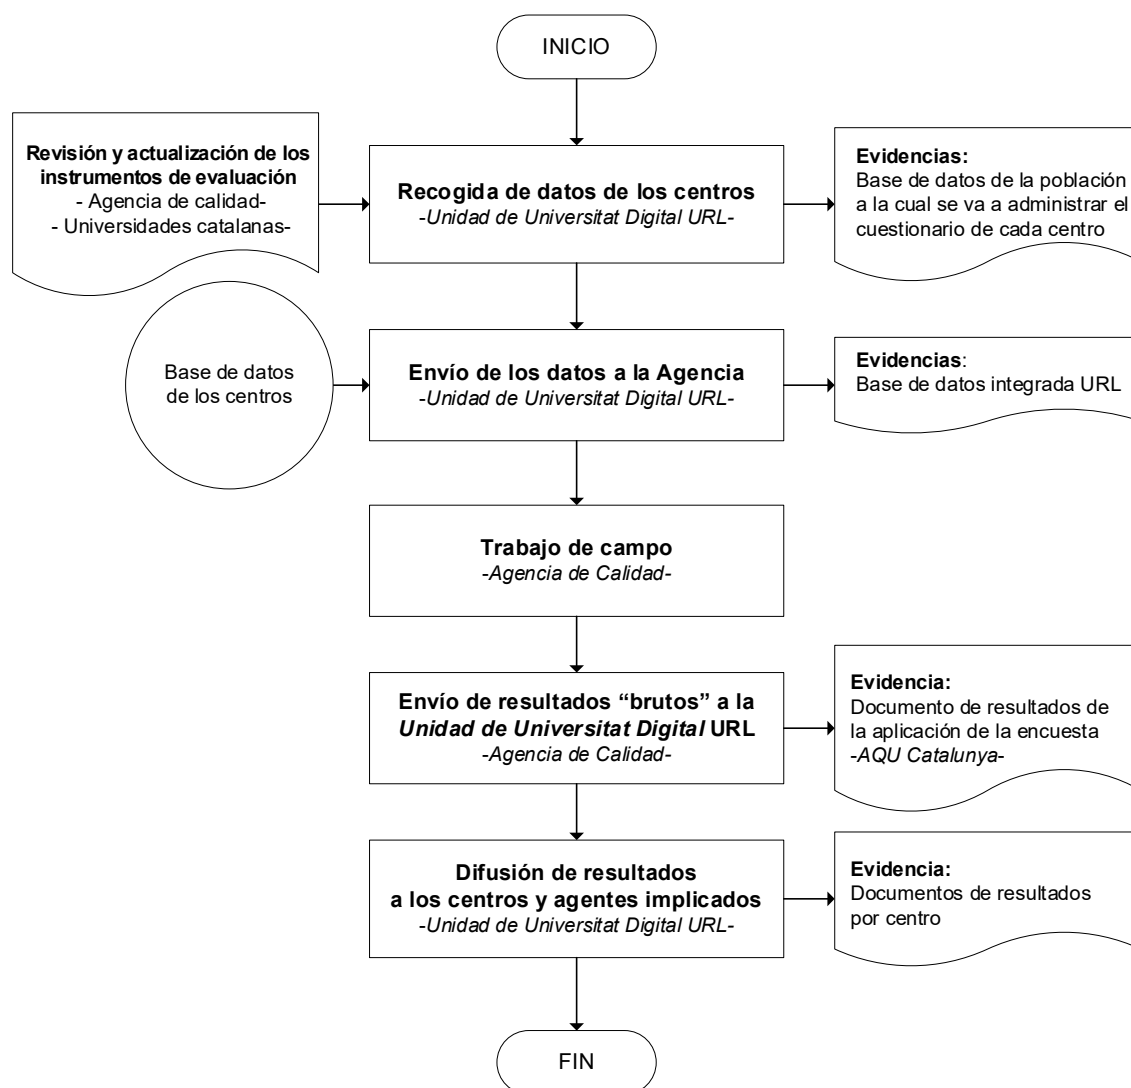 INICIO
Revisión y actualización de los
instrumentos de evaluación
- Agencia de calidad-
- Universidades catalanas-
Recogida de datos de los centros
-Unidad de Universitat Digital URL-
Evidencias:
Base de datos de la población
a la cual se va a administrar el
cuestionario de cada centro
Base de datos
de los centros
Envío de los datos a la Agencia
-Unidad de Universitat Digital URL-
Evidencias:
Base de datos integrada URL
Trabajo de campo
-Agencia de Calidad-
Envío de resultados “brutos” a la
Unidad de Universitat Digital URL
-Agencia de Calidad-
Evidencia:
Documento de resultados de
la aplicación de la encuesta
-AQU Catalunya-
Difusión de resultados
a los centros y agentes implicados
-Unidad de Universitat Digital URL-
Evidencia:
Documentos de resultados
por centro
FIN